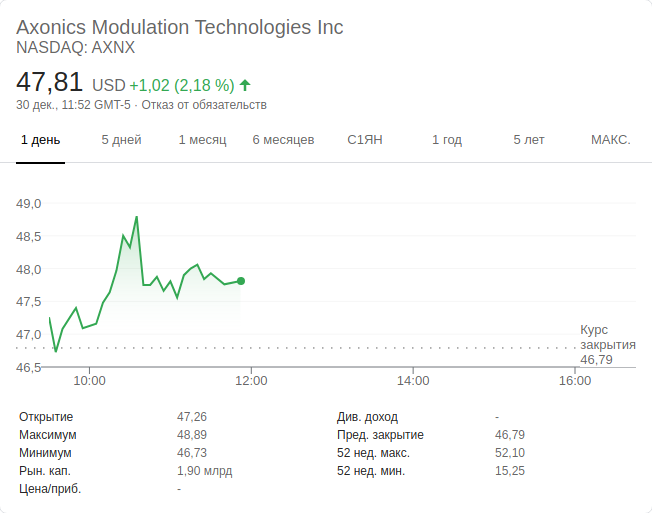 Axonics Modulation Technologies Inc
NASDAQ: AXNX
47,81 USD +1,02 (2,18 %)
30 дек., 11:52 GMT-5 · Отказ от обязательств
1 день 5 дней 1 месяц 6 месяцев С1ЯН 1 год 5 лет МАКС.
49,0
48,5
48,0
47,5
47,0
46,5
Курс
закрытия
46,79
10:00 12:00 14:00 16:00
Открытие 47,26 Див. доход -
Максимум 48,89 Пред. закрытие 46,79
Минимум 46,73 52 нед. макс. 52,10
Рын. кап. 1,90 млрд 52 нед. мин. 15,25
Цена/приб. -